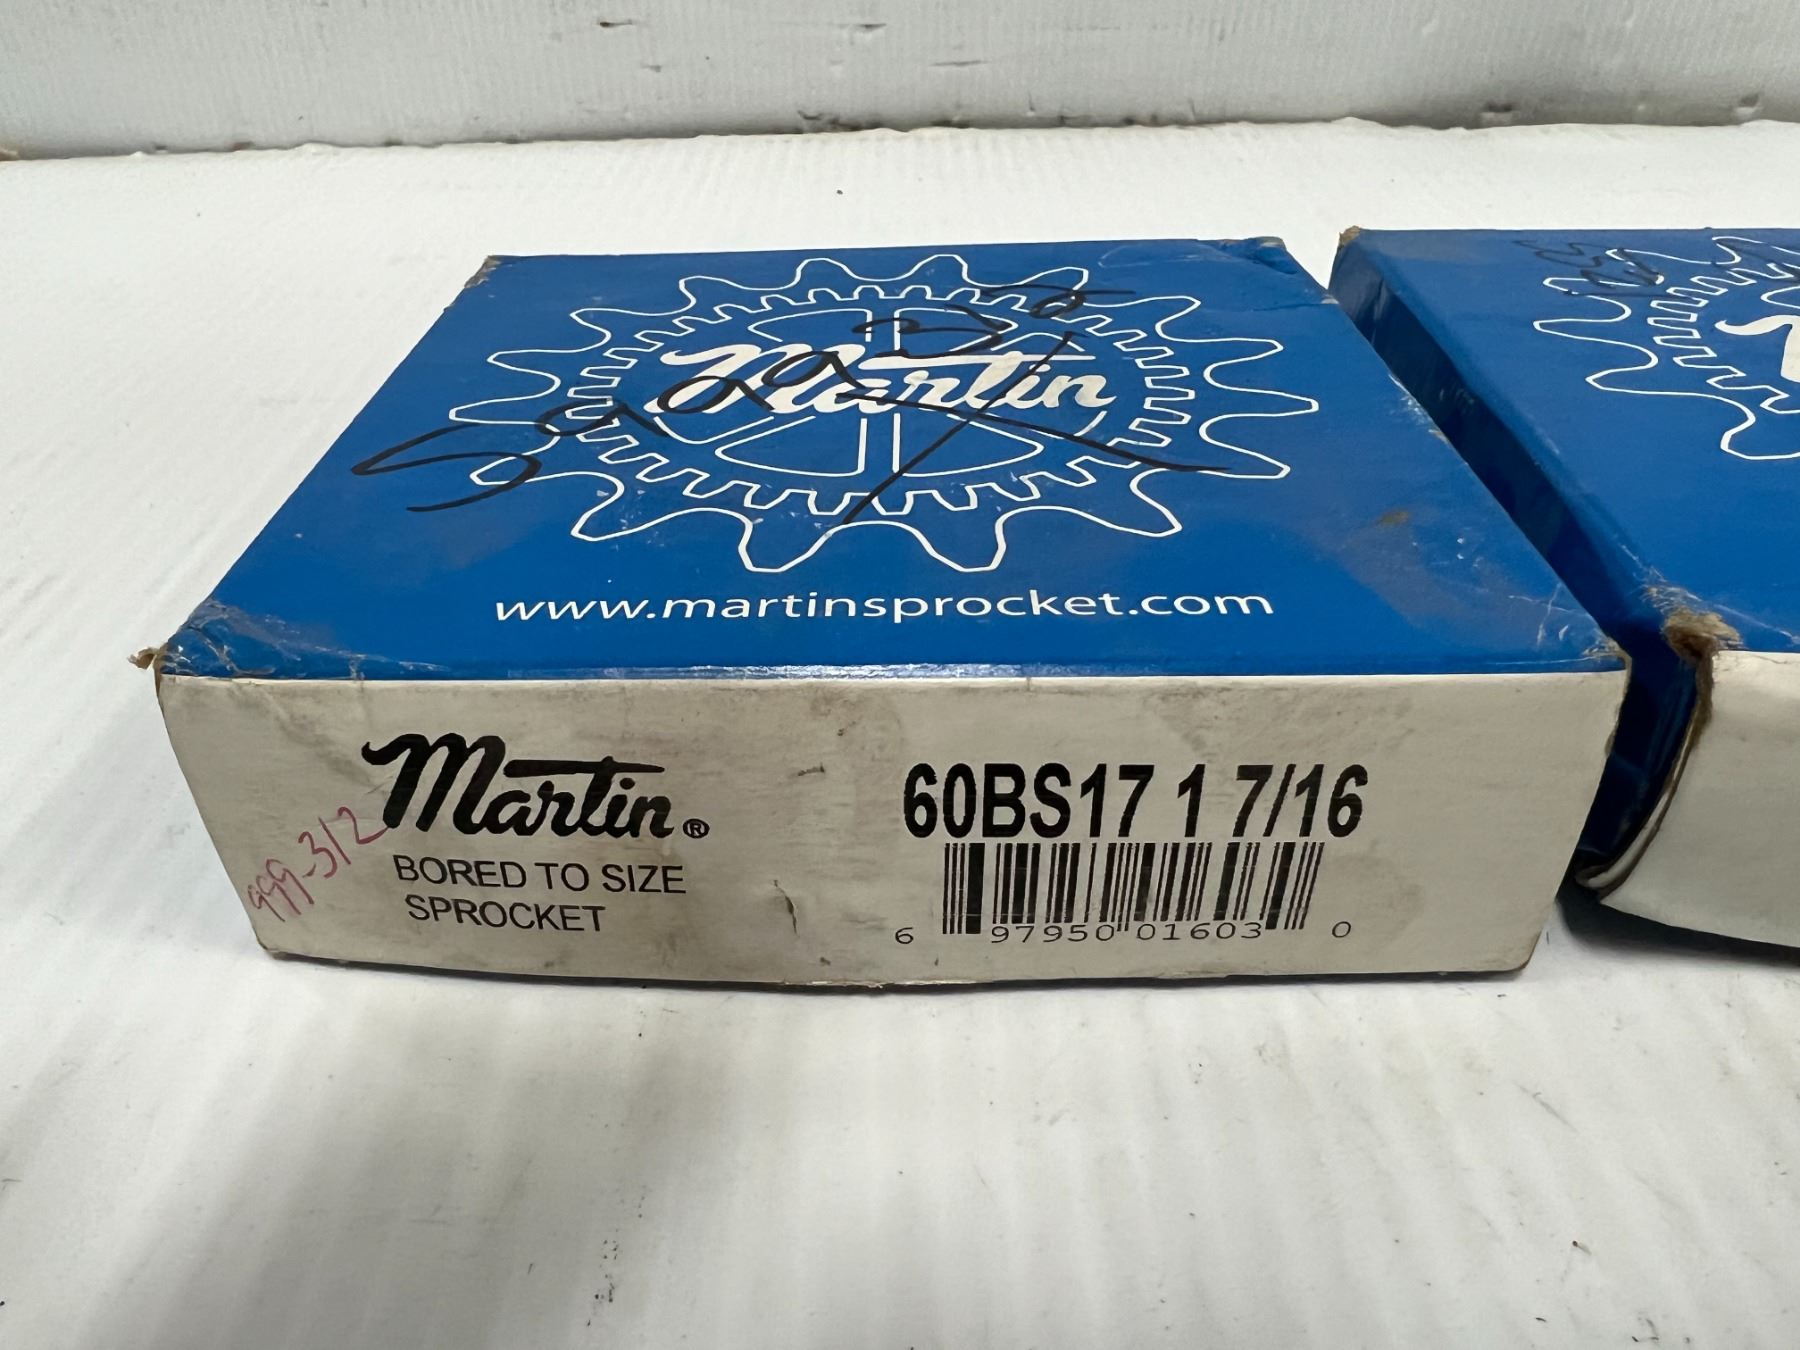 Martin
www.martinsprocket.com
Martin®
BORED TO SIZE
SPROCKET
999-312
60BS17 1 7/16
6 97950 01603 0